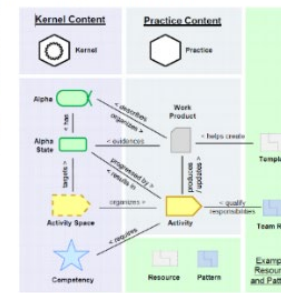 Kernel Content
Practice Content
Kernel
Practice
Alpha
< describes
organizes >
Work
Product
< has
Alpha
State
< evidences
< helps create
Templ
progressed by >
< results in
targets >
produces >
< updates
organizes >
< qualify
responsibilities
Activity Space
Activity
Team R
< requires
Competency
Resource
Pattern
Examp
Resou
and Patt